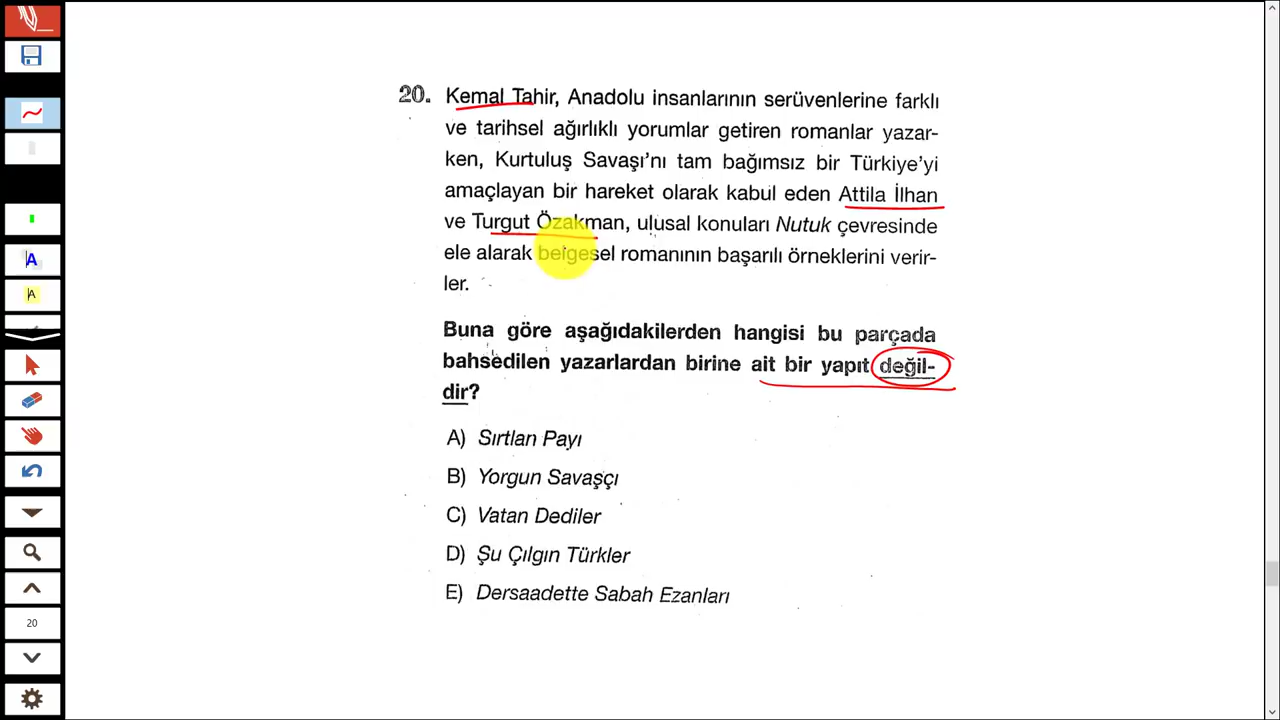 20. Kemal Tahir, Anadolu insanlarının serüvenlerine farklı
ve tarihsel ağırlıklı yorumlar getiren romanlar yazar-
ken, Kurtuluş Savaşı'nı tam bağımsız bir Türkiye'yi
amaçlayan bir hareket olarak kabul eden Attila İlhan
ve Turgut Özakman, ulusal konuları Nutuk çevresinde
ele alarak belgesel romanının başarılı örneklerini verir-
ler.
Buna göre aşağıdakilerden hangisi bu parçada
bahsedilen yazarlardan birine ait bir yapıt değil-
dir?
A) Sırtlan Payı
B) Yorgun Savaşçı
C) Vatan Dediler
D) Şu Çılgın Türkler
E) Dersaadette Sabah Ezanları
A
A
20